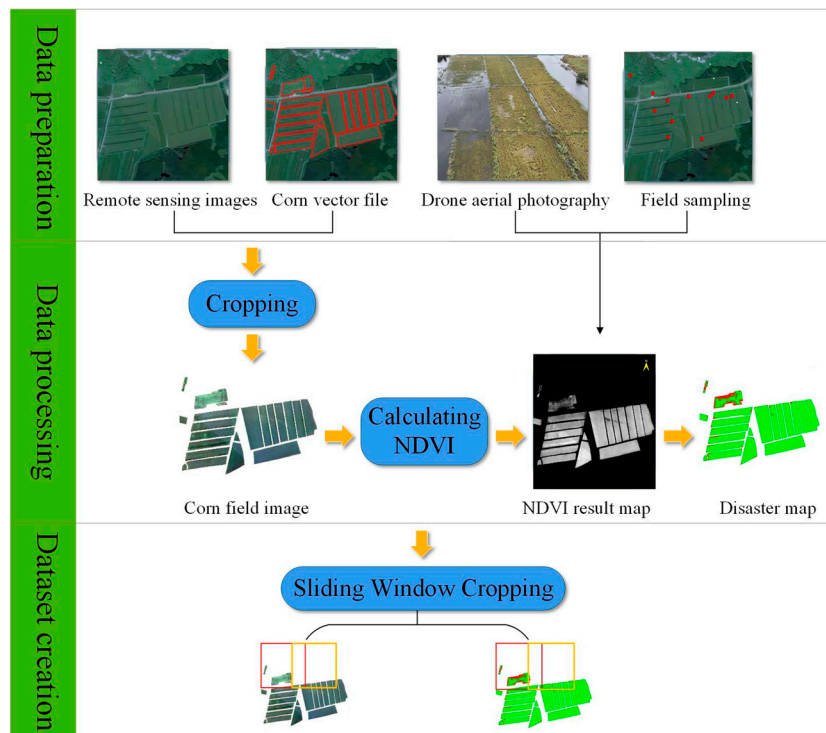 Data preparation
Remote sensing images
Corn vector file
Drone aerial photography
Field sampling
Data processing
Cropping
Calculating
NDVI
Corn field image
NDVI result map
Disaster map
Dataset creation
Sliding Window Cropping